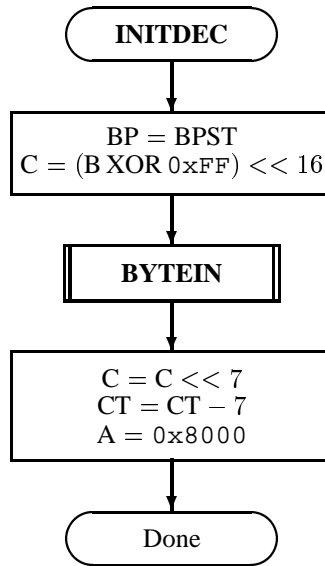 INITDEC
BP = BPST
C = (B XOR 0xFF) << 16
BYTEIN
C = C << 7
CT = CT − 7
A = 0x8000
Done